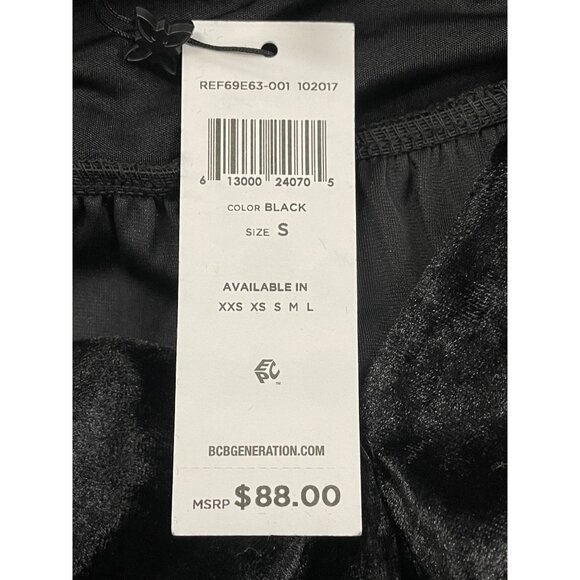 REF69E63-001 102017
6 13000 24070 5
COLOR BLACK
SIZE S
AVAILABLE IN
XXS XS S M L
EPC™
BCBGENERATION.COM
MSRP $88.00